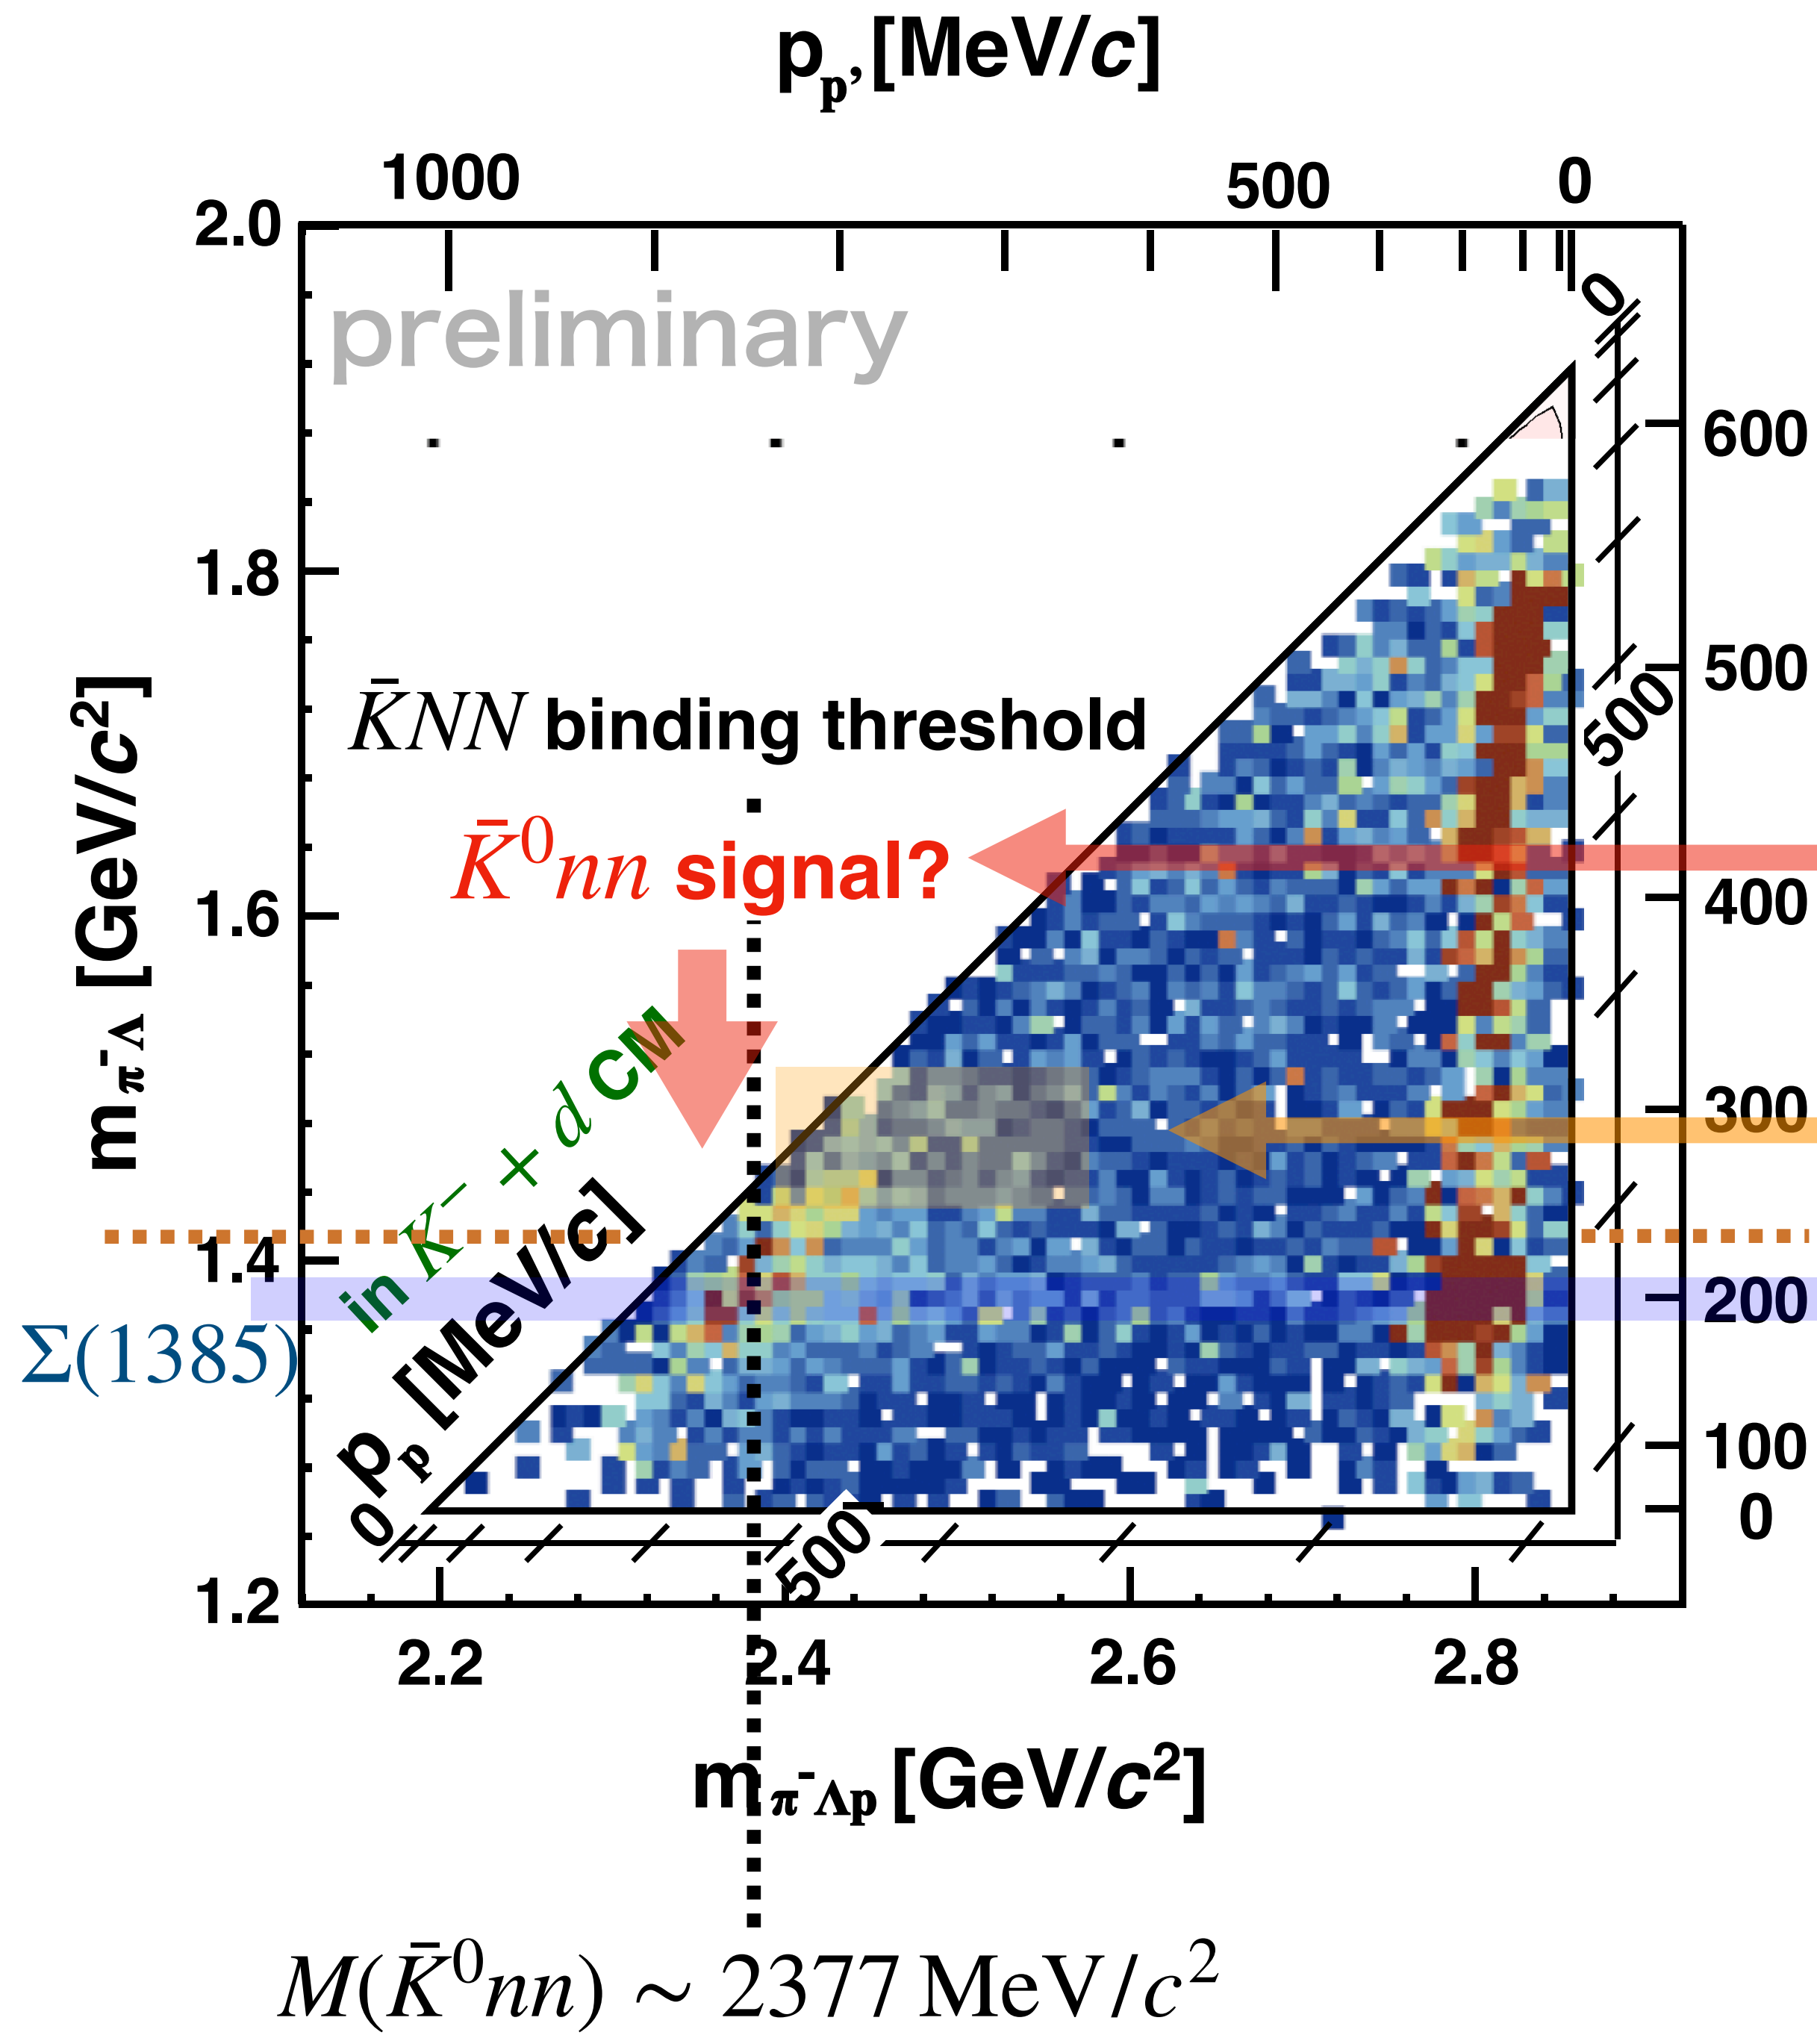 p_p' [MeV/c]
1000 500 0
2.0
preliminary
0
600
1.8
500
K̄NN binding threshold
500
K̄⁰nn signal?
1.6
400
m_π⁻Λ [GeV/c²]
300
in K⁻ + d CM
1.4
200
Σ(1385)
p_p [MeV/c]
100
0
0
500
1.2
2.2 2.4 2.6 2.8
m_π⁻Λp [GeV/c²]
M(K̄⁰nn) ~ 2377 MeV/c²